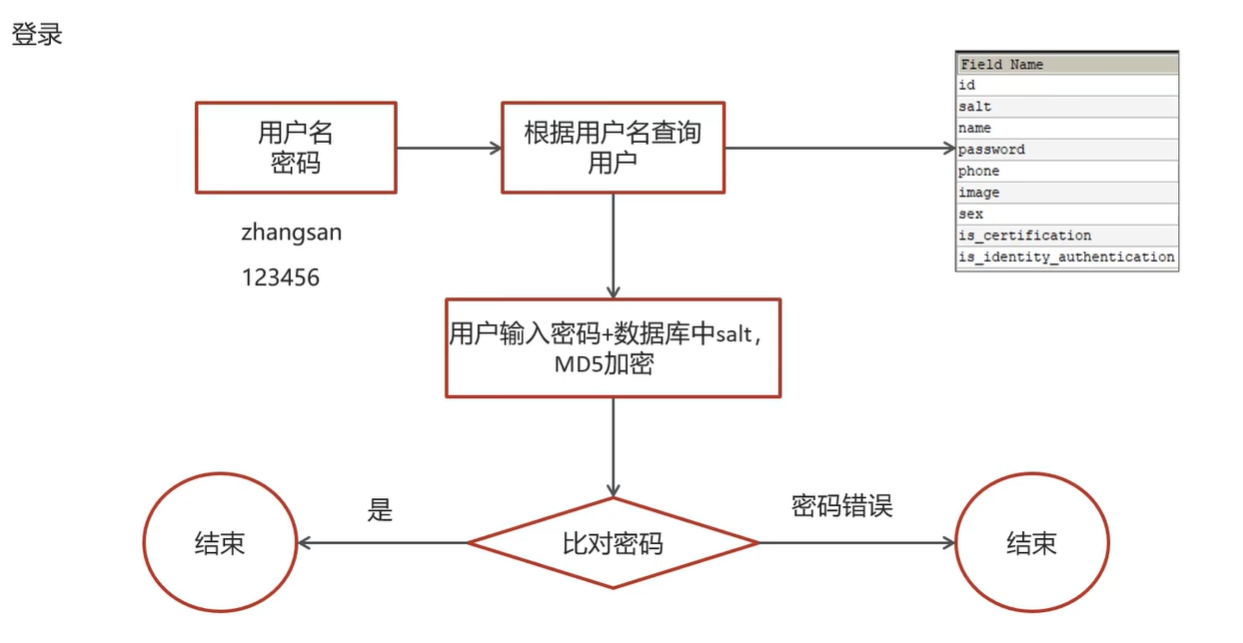 登录
用户名
密码
zhangsan
123456
根据用户名查询
用户
Field Name
id
salt
name
password
phone
image
sex
is_certification
is_identity_authentication
用户输入密码+数据库中salt，
MD5加密
比对密码
是
结束
密码错误
结束